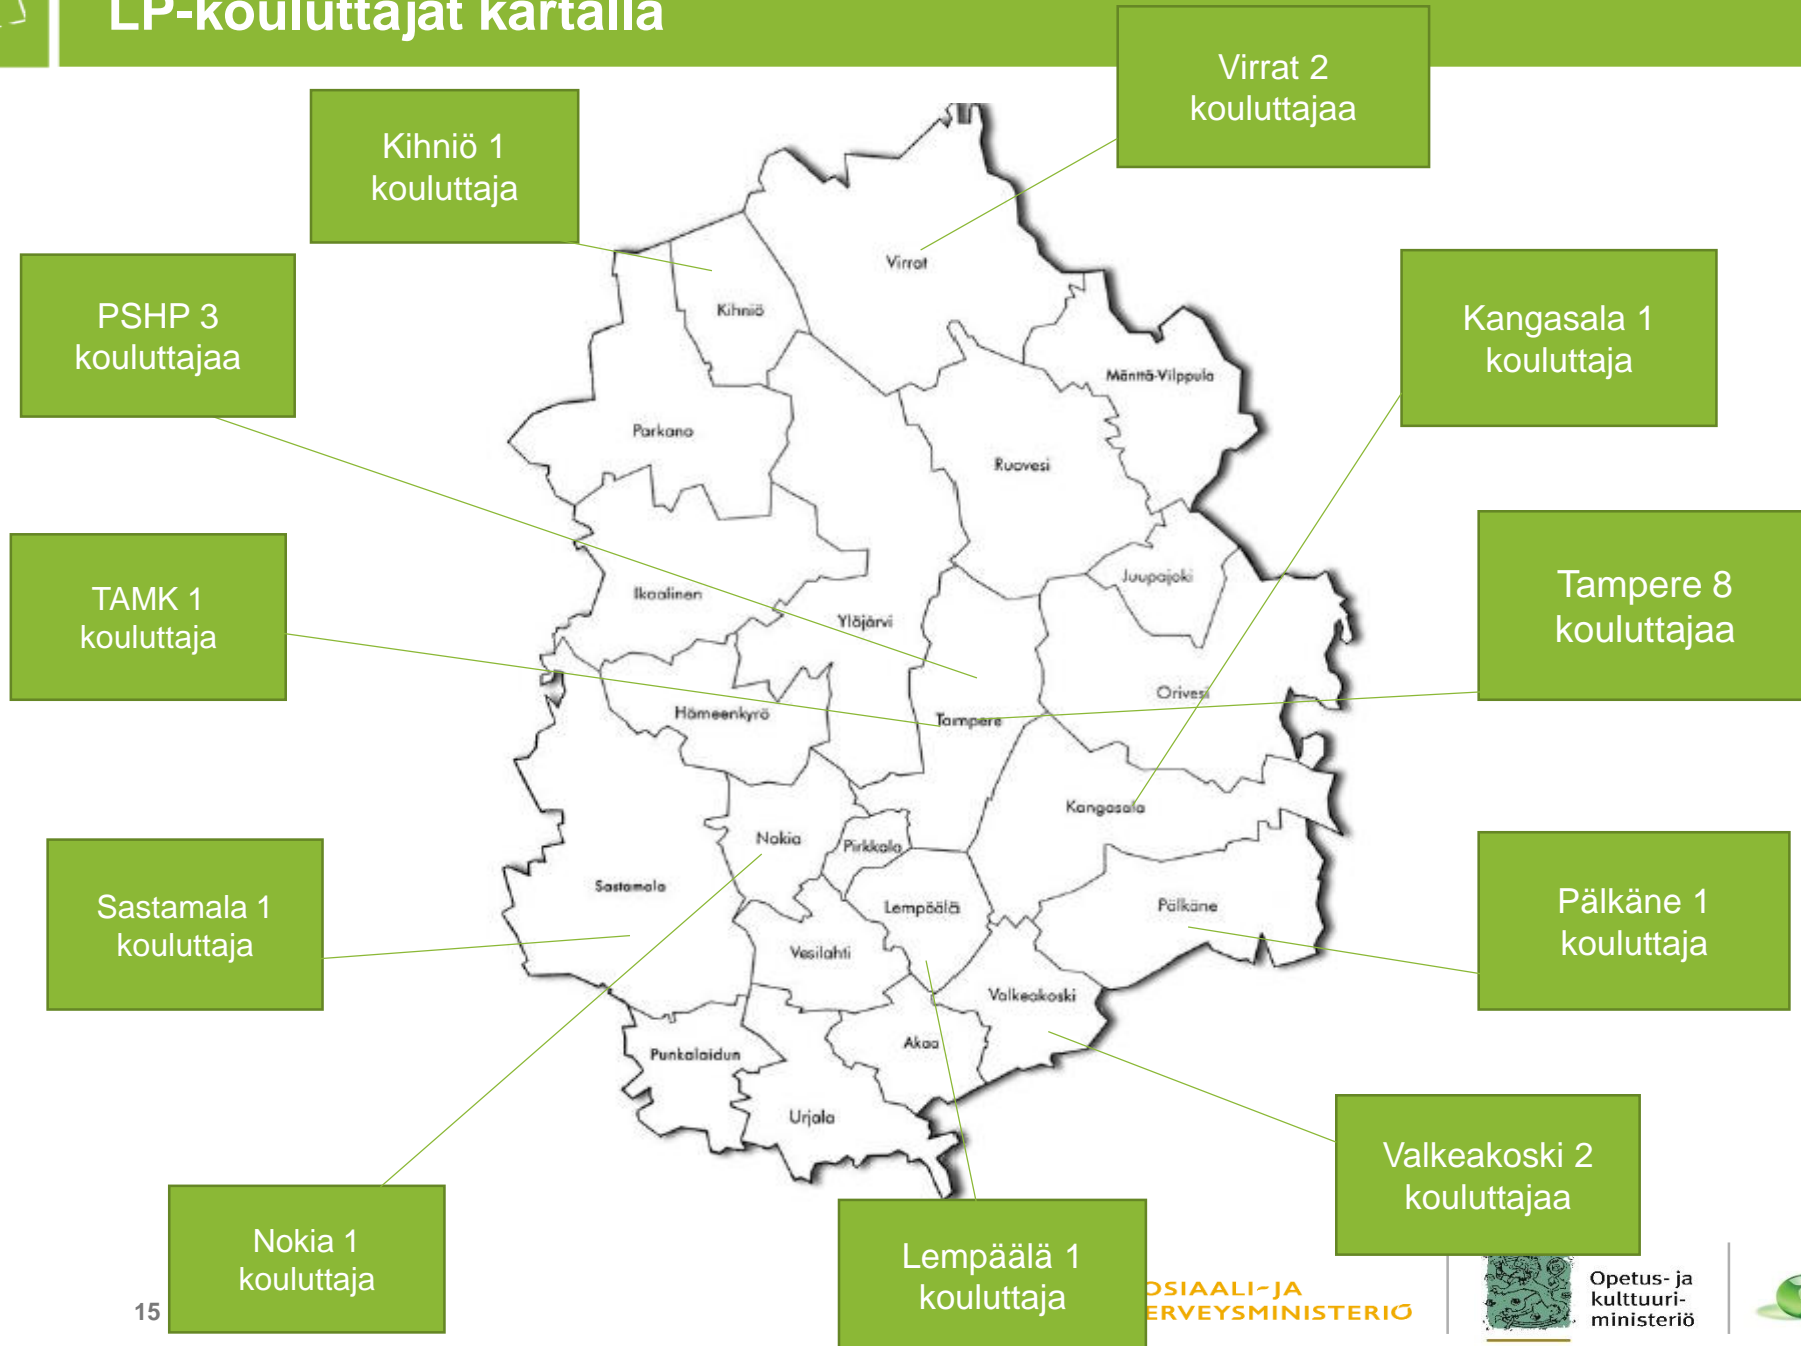 LP-kouluttajat kartalla
Virrat 2
kouluttajaa
Kihniö 1
kouluttaja
PSHP 3
kouluttajaa
Kangasala 1
kouluttaja
TAMK 1
kouluttaja
Tampere 8
kouluttajaa
Sastamala 1
kouluttaja
Pälkäne 1
kouluttaja
Valkeakoski 2
kouluttajaa
Nokia 1
kouluttaja
Lempäälä 1
kouluttaja
Virrat
Kihniö
Mänttä-Vilppula
Parkano
Ruovesi
Juupajoki
Ikaalinen
Ylöjärvi
Orivesi
Hämeenkyrö
Tampere
Kangasala
Nokia
Pirkkala
Sastamala
Lempäälä
Pälkäne
Vesilahti
Valkeakoski
Akaa
Punkalaidun
Urjala
15
OSIAALI-JA
ERVEYSMINISTERIÖ
Opetus- ja
kulttuuri-
ministeriö